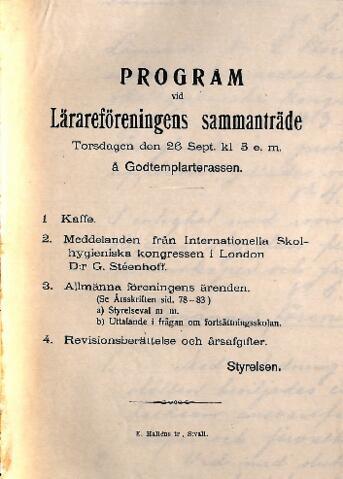 PROGRAM
vid
Lärareföreningens sammanträde
Torsdagen den 26 Sept. kl 5 e. m.
å Godtemplarterassen.
1 Kaffe.
2. Meddelanden från Internationella Skol-
hygieniska kongressen i London
D:r G. Stéenhoff.
3. Allmänna föreningens ärenden.
(Se Årsskriften sid. 78–83)
a) Styrelseval m m.
b) Uttalande i frågan om fortsättningsskolan.
4. Revisionsberättelse och årsafgifter.
Styrelsen.
E. Halléns tr, S:vall.